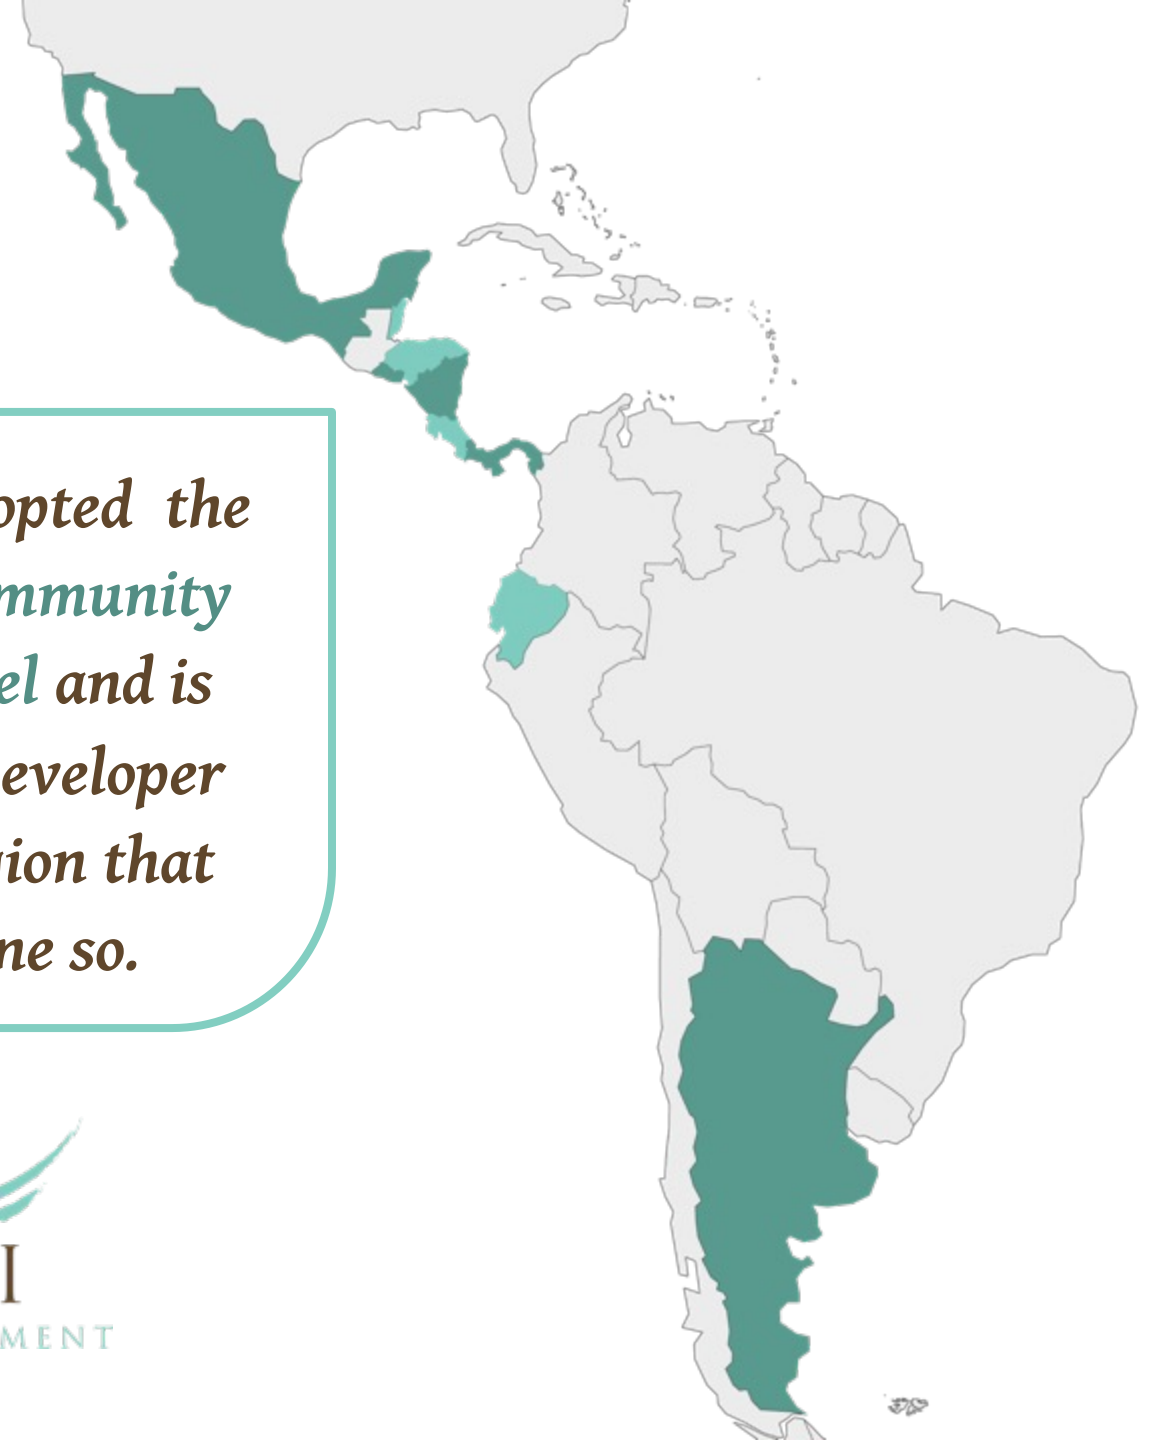 opted the
mmunity
el and is
eveloper
ion that
ne so.
I
MENT